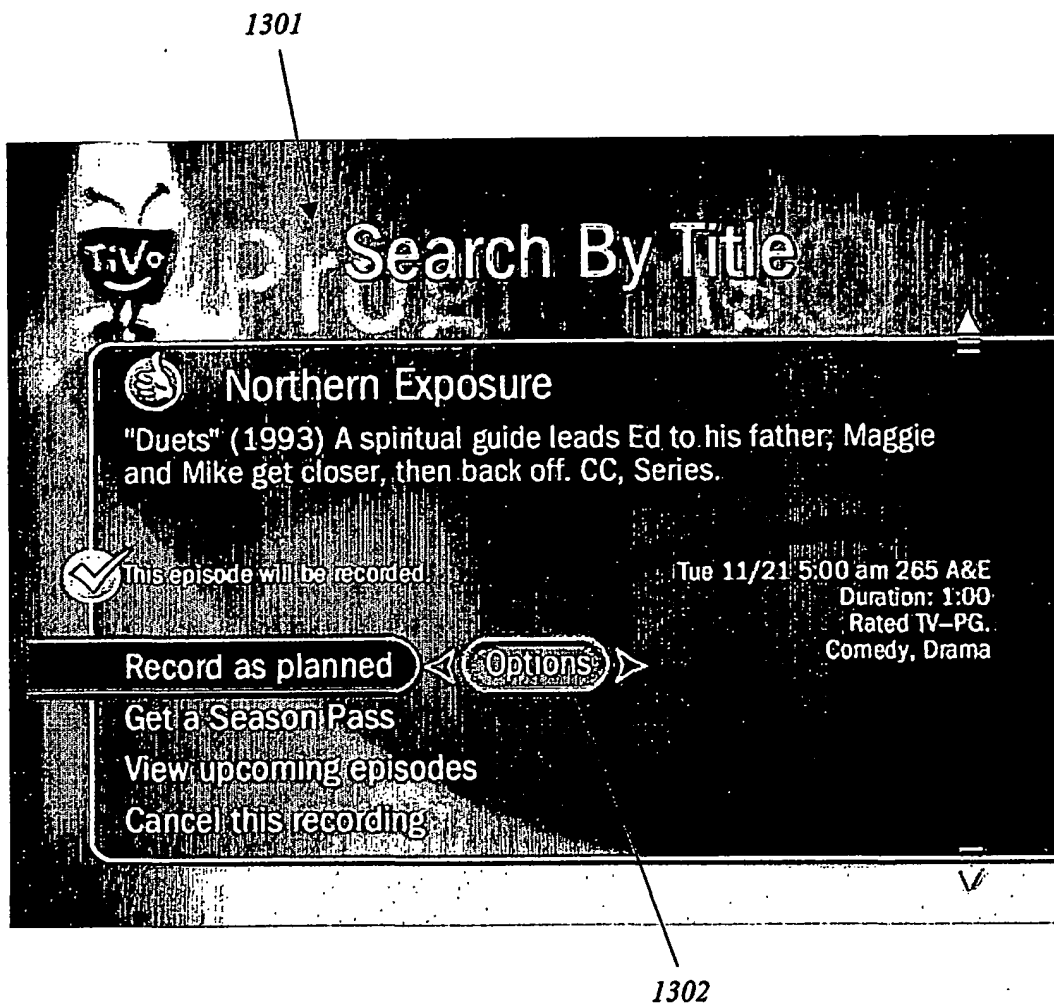 1301
TiVo
Search By Title
Northern Exposure
"Duets" (1993) A spiritual guide leads Ed to his father; Maggie
and Mike get closer, then back off. CC, Series.
This episode will be recorded.
Tue 11/21 5:00 am 265 A&E
Duration: 1:00
Rated TV-PG.
Comedy, Drama
Record as planned
Options
Get a Season Pass
View upcoming episodes
Cancel this recording
1302